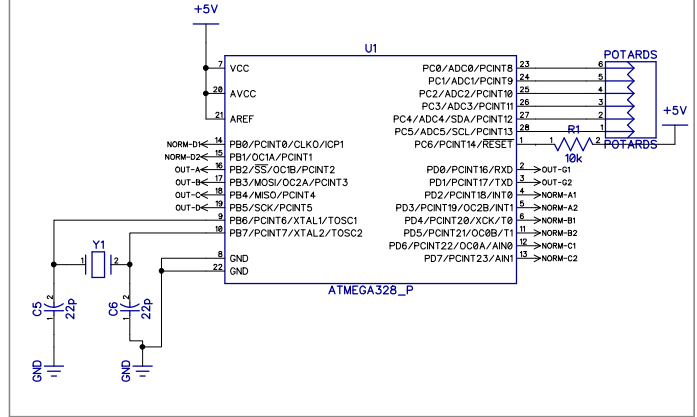 +5V
U1
7 VCC
20 AVCC
21 AREF
NORM-D1 14 PB0/PCINT0/CLKO/ICP1
NORM-D2 15 PB1/OC1A/PCINT1
OUT-A 16 PB2/SS/OC1B/PCINT2
OUT-B 17 PB3/MOSI/OC2A/PCINT3
OUT-C 18 PB4/MISO/PCINT4
OUT-D 19 PB5/SCK/PCINT5
9 PB6/PCINT6/XTAL1/TOSC1
10 PB7/PCINT7/XTAL2/TOSC2
8 GND
22 GND
PC0/ADC0/PCINT8 23
PC1/ADC1/PCINT9 24
PC2/ADC2/PCINT10 25
PC3/ADC3/PCINT11 26
PC4/ADC4/SDA/PCINT12 27
PC5/ADC5/SCL/PCINT13 28
PC6/PCINT14/RESET 1
PD0/PCINT16/RXD 2 OUT-G1
PD1/PCINT17/TXD 3 OUT-G2
PD2/PCINT18/INT0 4 NORM-A1
PD3/PCINT19/OC2B/INT1 5 NORM-A2
PD4/PCINT20/XCK/T0 6 NORM-B1
PD5/PCINT21/OC0B/T1 11 NORM-B2
PD6/PCINT22/OC0A/AIN0 12 NORM-C1
PD7/PCINT23/AIN1 13 NORM-C2
ATMEGA328_P
POTARDS
6
5
4
3
2
1
+5V
R1
1 2
10k
Y1
1 2
C5 2 1 22p
C6 2 1 22p
GND
GND